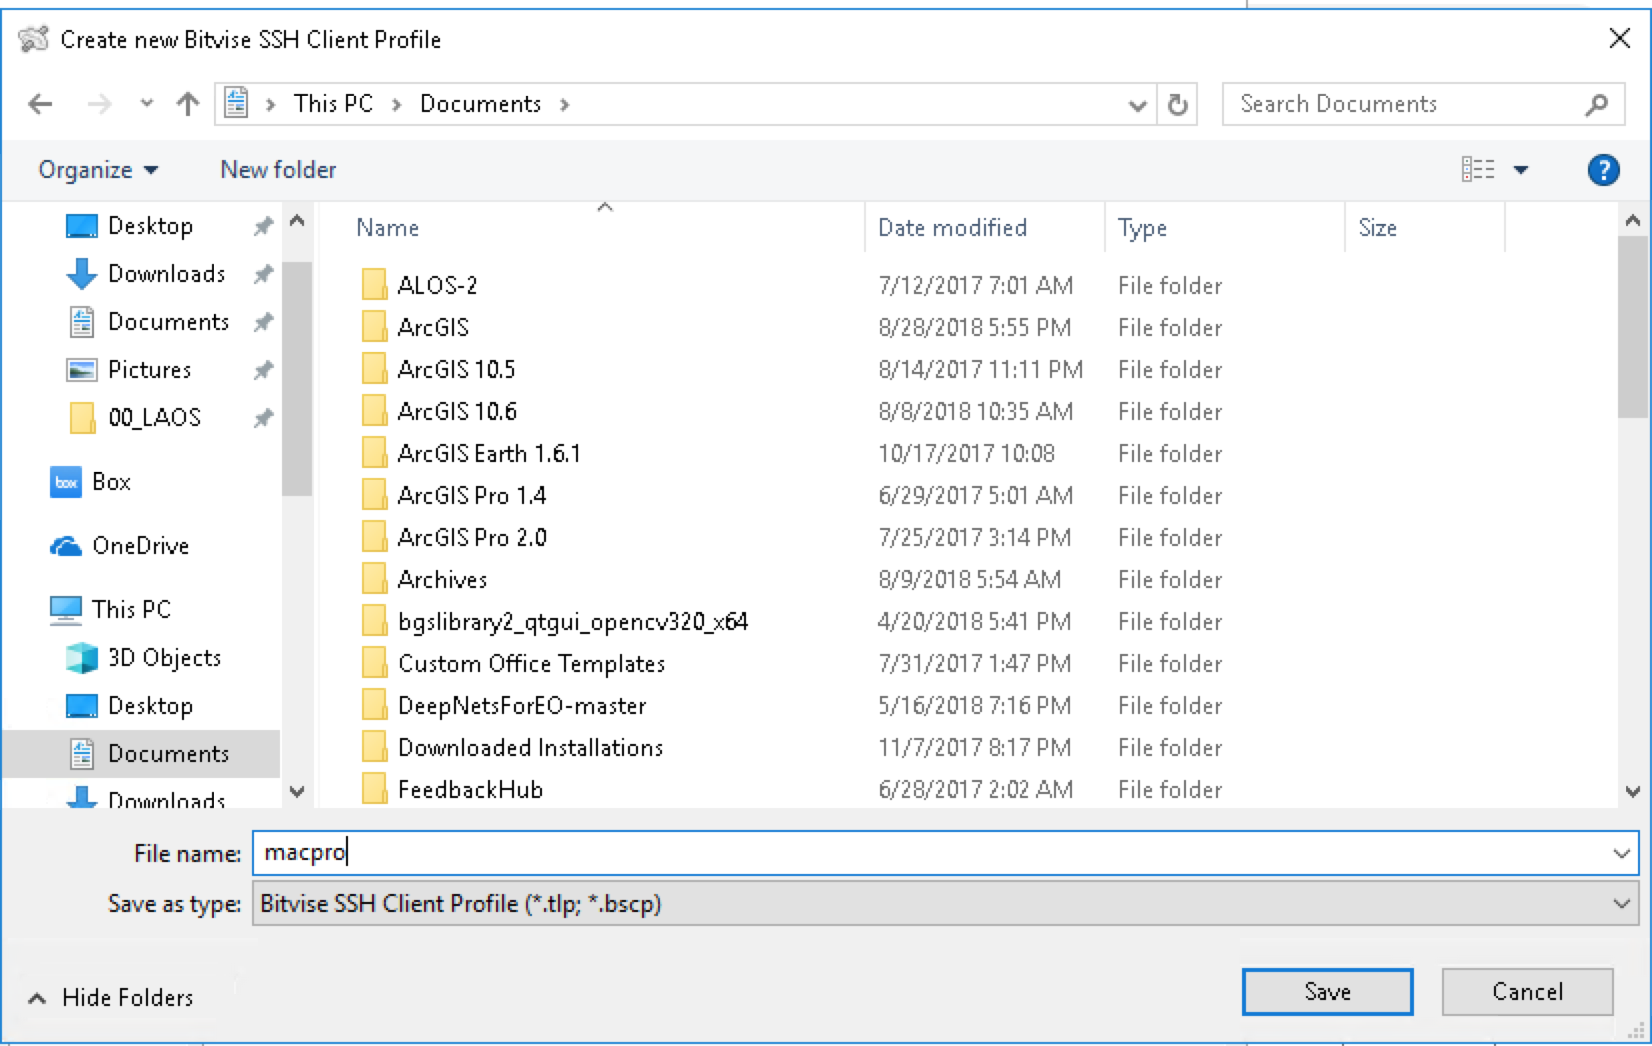 Create new Bitvise SSH Client Profile
This PC Documents
Search Documents
Organize New folder
?
Name Date modified Type Size
Desktop
Downloads
Documents
Pictures
00_LAOS
box Box
OneDrive
This PC
3D Objects
Desktop
Documents
Downloads
ALOS-2 7/12/2017 7:01 AM File folder
ArcGIS 8/28/2018 5:55 PM File folder
ArcGIS 10.5 8/14/2017 11:11 PM File folder
ArcGIS 10.6 8/8/2018 10:35 AM File folder
ArcGIS Earth 1.6.1 10/17/2017 10:08 File folder
ArcGIS Pro 1.4 6/29/2017 5:01 AM File folder
ArcGIS Pro 2.0 7/25/2017 3:14 PM File folder
Archives 8/9/2018 5:54 AM File folder
bgslibrary2_qtgui_opencv320_x64 4/20/2018 5:41 PM File folder
Custom Office Templates 7/31/2017 1:47 PM File folder
DeepNetsForEO-master 5/16/2018 7:16 PM File folder
Downloaded Installations 11/7/2017 8:17 PM File folder
FeedbackHub 6/28/2017 2:02 AM File folder
File name: macpro
Save as type: Bitvise SSH Client Profile (*.tlp; *.bscp)
Hide Folders
Save Cancel